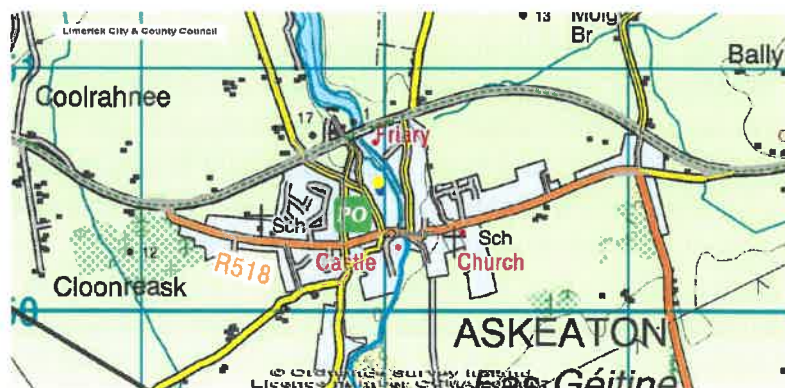 Limerick City & County Council
13
Br
Bally
Coolrahnee
17
Friary
PO
Sch
Sch
12
R518
Castle
Church
Cloonreask
ASKEATON